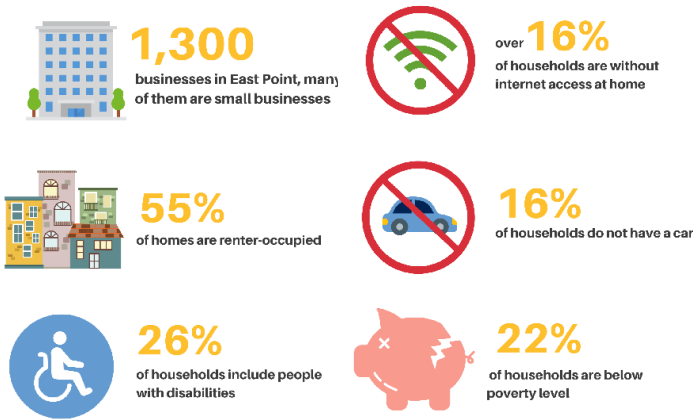 1,300
businesses in East Point, many
of them are small businesses
over 16%
of households are without
internet access at home
55%
of homes are renter-occupied
16%
of households do not have a car
26%
of households include people
with disabilities
22%
of households are below
poverty level